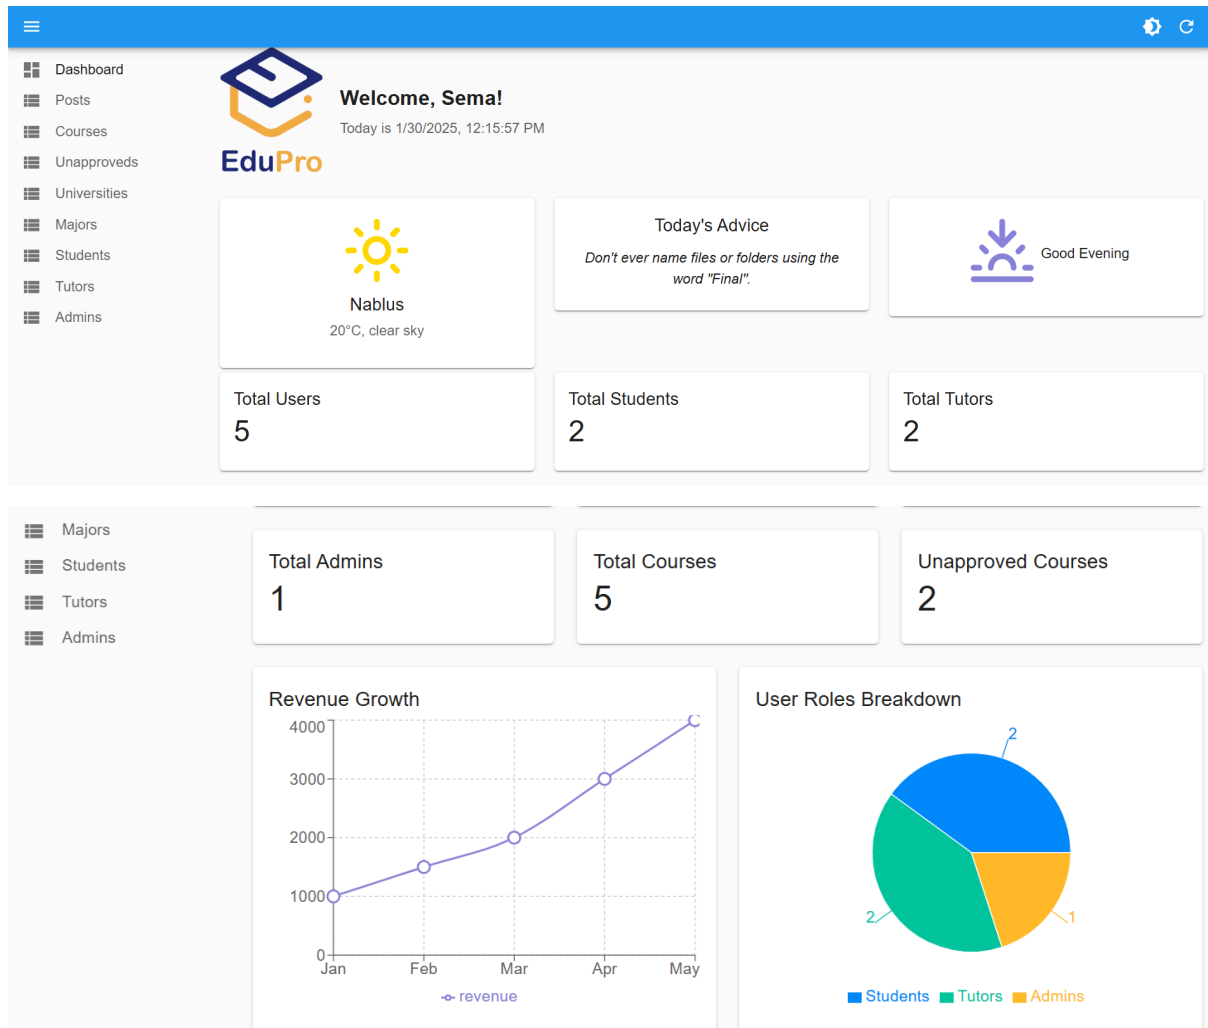 Dashboard
Posts
Courses
Unapproveds
Universities
Majors
Students
Tutors
Admins
EduPro
Welcome, Sema!
Today is 1/30/2025, 12:15:57 PM
Nablus
20°C, clear sky
Today's Advice
Don't ever name files or folders using the
word "Final".
Good Evening
Total Users
5
Total Students
2
Total Tutors
2
Majors
Students
Tutors
Admins
Total Admins
1
Total Courses
5
Unapproved Courses
2
Revenue Growth
4000
3000
2000
1000
0
Jan Feb Mar Apr May
revenue
User Roles Breakdown
2
2
1
Students Tutors Admins